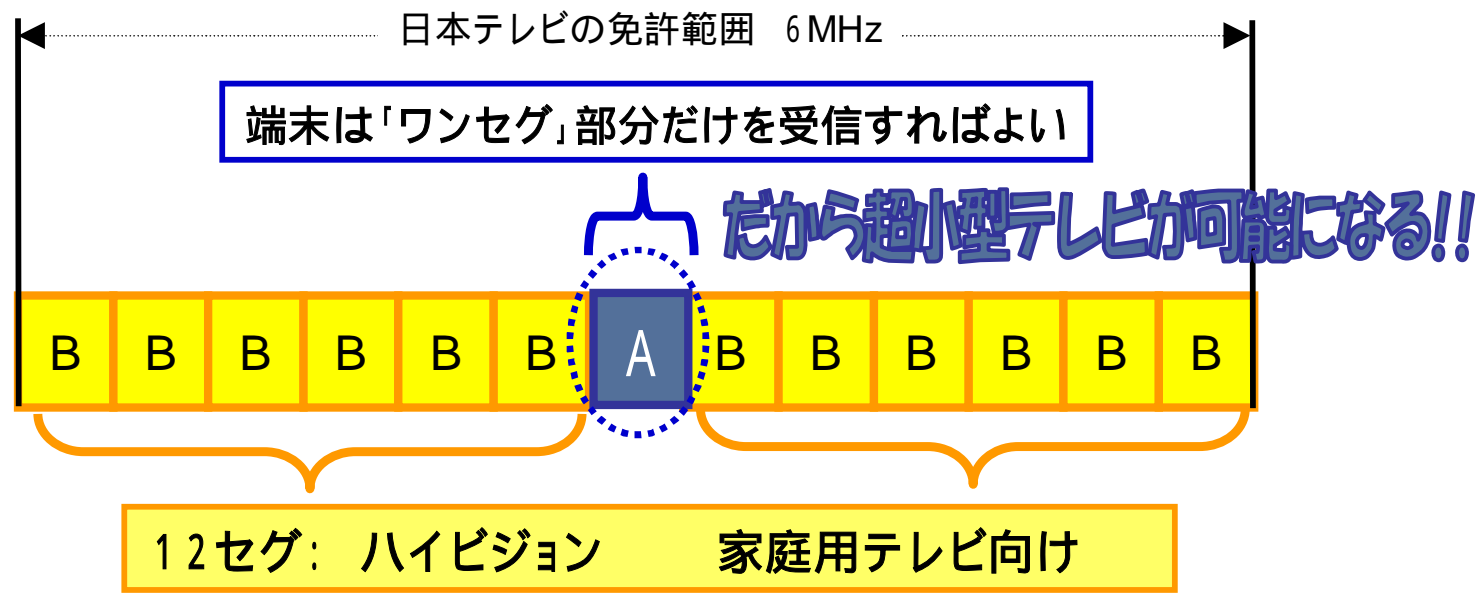 日本テレビの免許範囲 6MHz
端末は「ワンセグ」部分だけを受信すればよい
だから超小型テレビが可能になる!!
B B B B B B A B B B B B B
12セグ: ハイビジョン 家庭用テレビ向け